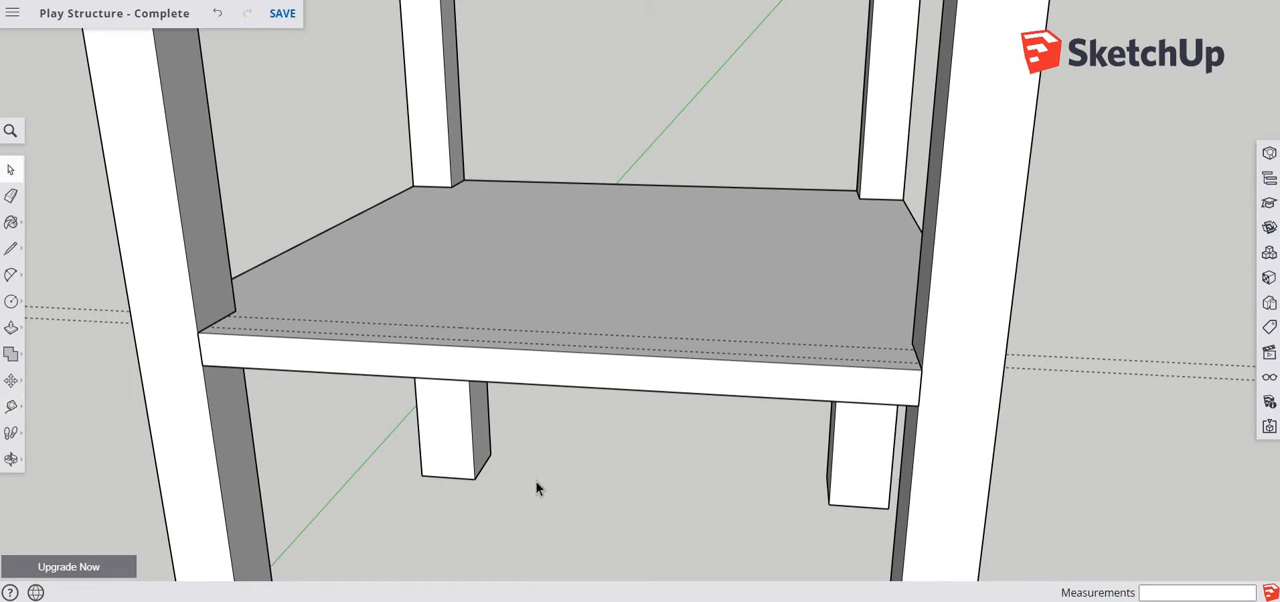 Play Structure - Complete
SAVE
SketchUp
Upgrade Now
?
Measurements